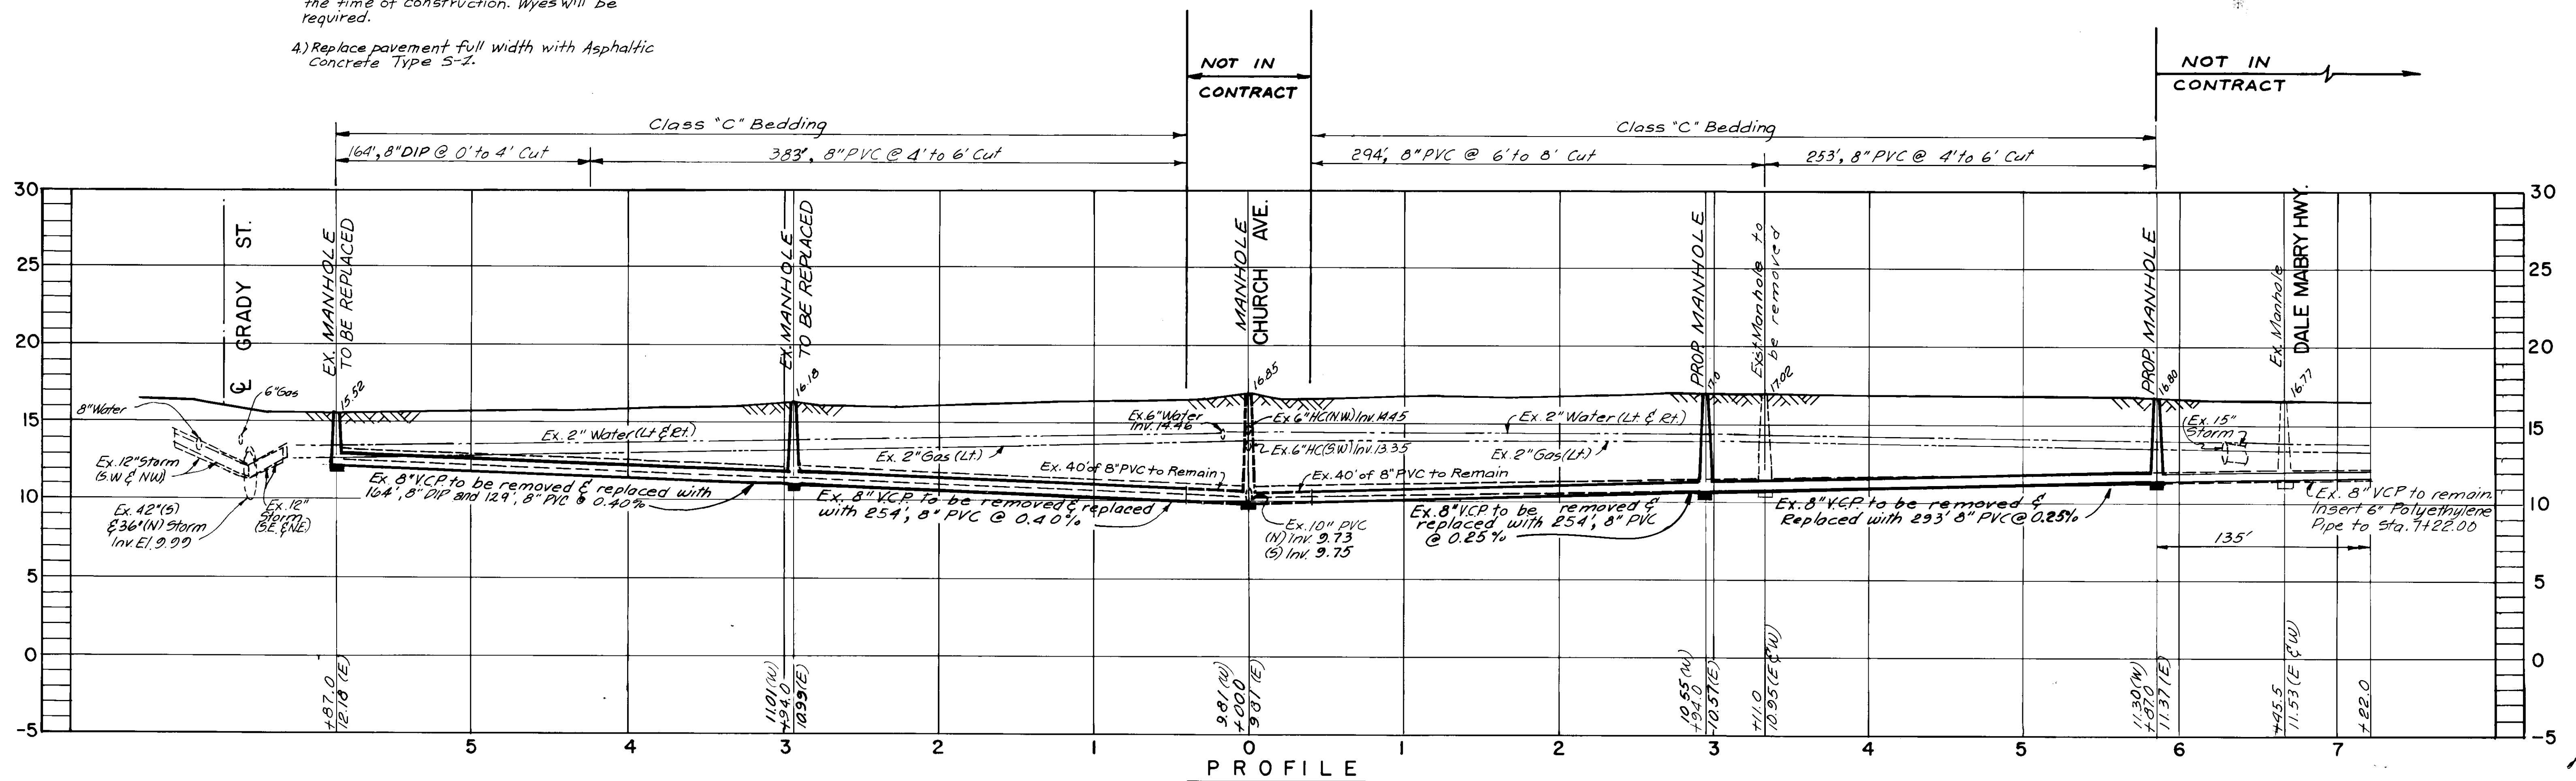 the time of construction. Wyes will be
required.
4.) Replace pavement full width with Asphaltic
Concrete Type S-1.
NOT IN
CONTRACT
NOT IN
CONTRACT
Class "C" Bedding
Class "C" Bedding
164', 8" DIP @ 0' to 4' Cut
383', 8" PVC @ 4' to 6' Cut
294', 8" PVC @ 6' to 8' Cut
253', 8" PVC @ 4' to 6' Cut
30
25
20
15
10
5
0
-5
30
25
20
15
10
5
0
-5
℄ GRADY ST.
EX. MANHOLE
TO BE REPLACED
15.52
EX. MANHOLE
TO BE REPLACED
16.18
MANHOLE
CHURCH AVE.
16.85
PROP. MANHOLE
17.0
Exist. Manhole to
be removed
17.02
PROP. MANHOLE
16.80
Ex. Manhole
DALE MABRY HWY.
16.77
8" Water
6" Gas
Ex. 12" Storm
(S.W & NW)
Ex. 42"(S)
& 36"(N) Storm
Inv. El. 9.99
Ex. 12"
Storm
(SE. & NE)
Ex. 2" Water (Lt & Rt.)
Ex. 2" Gas (Lt.)
Ex. 8" V.C.P. to be removed & replaced with
164', 8" DIP and 129', 8" PVC @ 0.40%
Ex. 8" V.C.P. to be removed & replaced
with 254', 8" PVC @ 0.40%
Ex. 40' of 8" PVC to Remain
Ex. 6" Water
Inv. 14.46
Ex. 6" HC (N.W.) Inv. 14.45
Ex. 6" HC (S.W) Inv. 13.35
Ex. 40' of 8" PVC to Remain
Ex. 10" PVC
(N) Inv. 9.73
(S) Inv. 9.75
Ex. 2" Water (Lt & Rt.)
Ex. 2" Gas (Lt)
Ex. 8" V.C.P. to be removed &
replaced with 254', 8" PVC
@ 0.25%
Ex. 8" V.C.P. to be removed &
Replaced with 293' 8" PVC @ 0.25%
Ex. 15"
Storm
Ex. 8" VCP to remain.
Insert 6" Polyethylene
Pipe to Sta. 7+22.00
135'
+87.0
12.18 (E)
11.01 (W)
+94.0
10.99 (E)
9.81 (W)
+00.0
9.81 (E)
10.55 (W)
+94.0
10.57 (E)
+11.0
10.95 (E & W)
11.30 (W)
+87.0
11.37 (E)
+45.5
11.53 (E & W)
+22.0
5 4 3 2 1 0 1 2 3 4 5 6 7
PROFILE